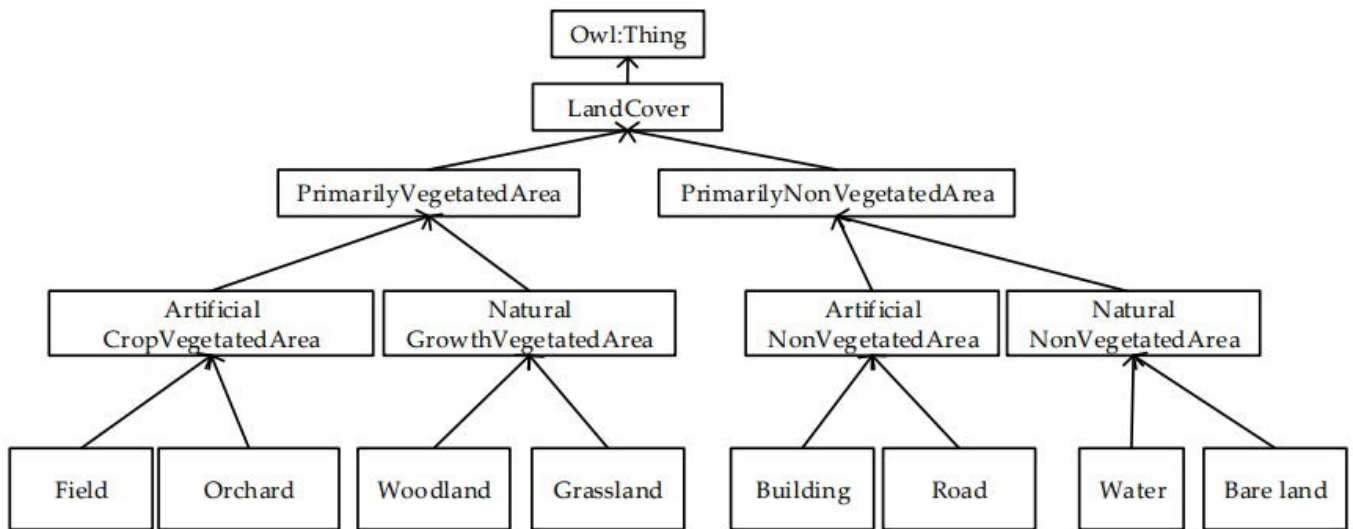 Owl:Thing
LandCover
PrimarilyVegetatedArea
PrimarilyNonVegetatedArea
Artificial
CropVegetatedArea
Natural
GrowthVegetatedArea
Artificial
NonVegetatedArea
Natural
NonVegetatedArea
Field
Orchard
Woodland
Grassland
Building
Road
Water
Bare land